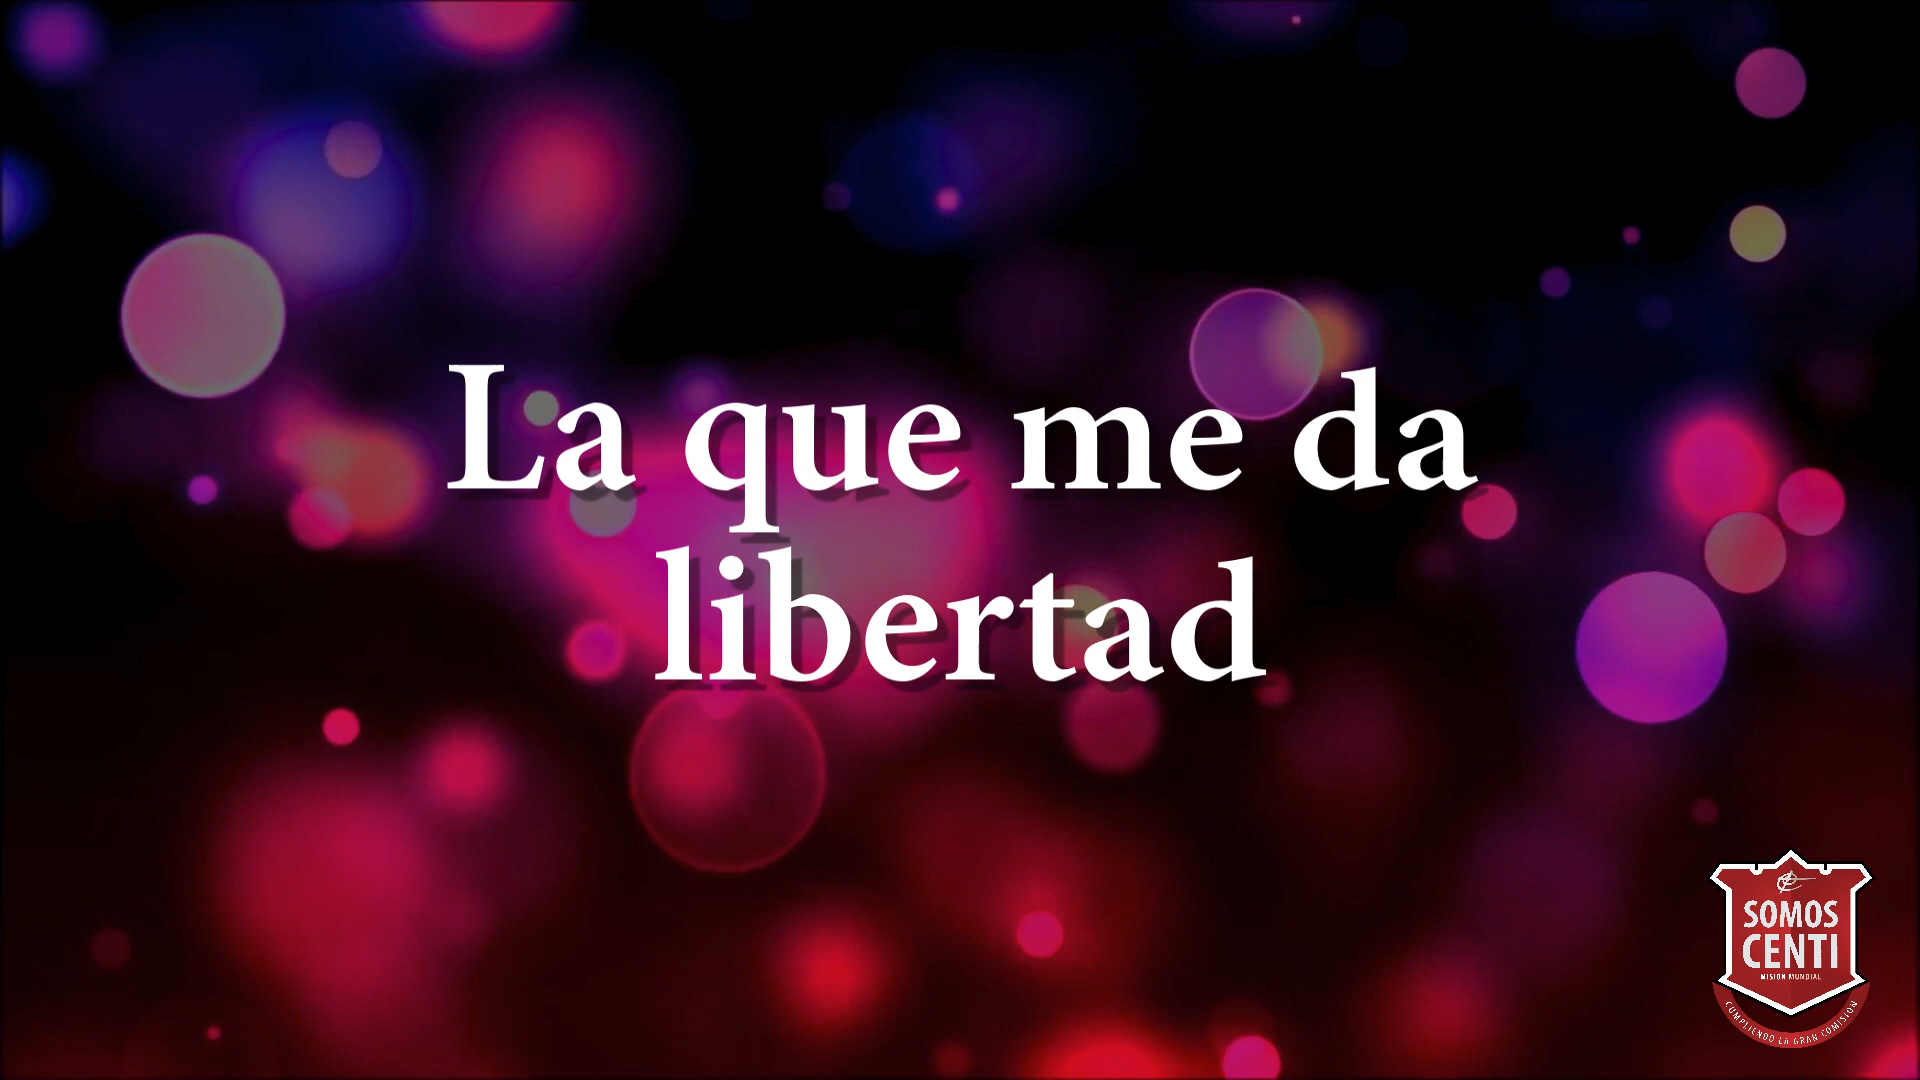 La que me da
libertad
SOMOS
CENTI
MISION MUNDIAL
CUMPLIENDO LA GRAN COMISION